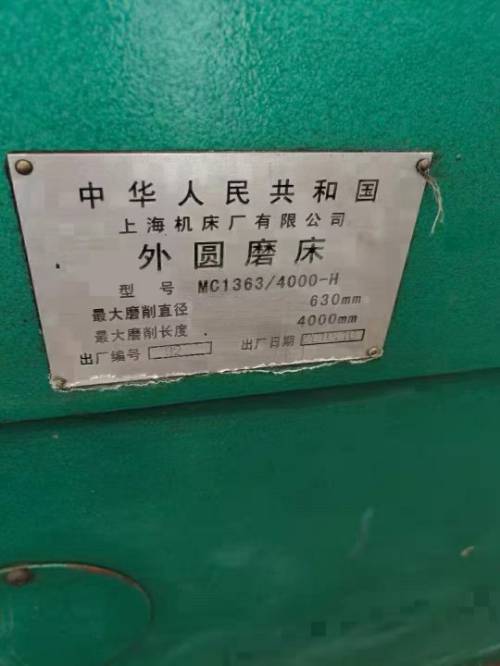 中华人民共和国
上海机床厂有限公司
外圆磨床
型号 MC1363/4000-H
最大磨削直径 630mm
最大磨削长度 4000mm
出厂编号 出厂日期